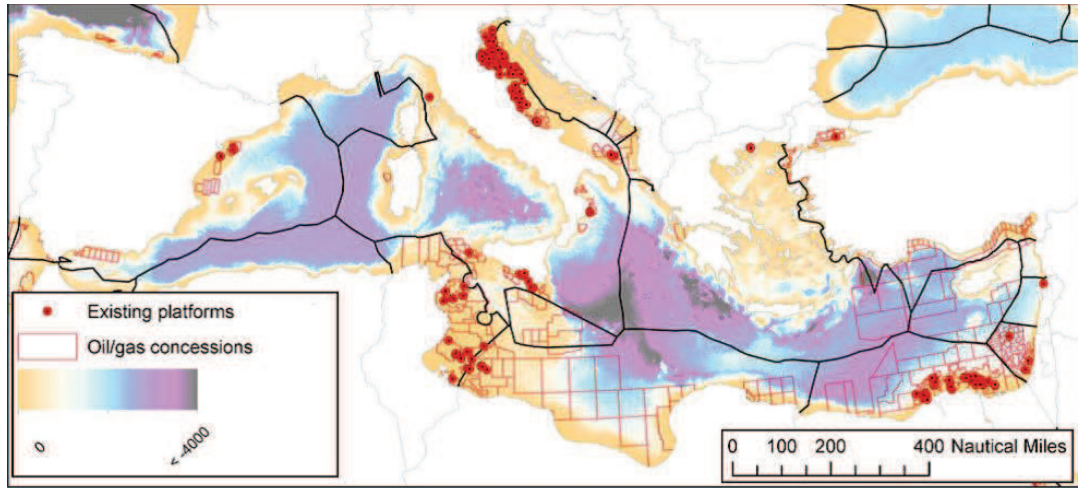 Existing platforms
Oil/gas concessions
0
< -4000
0 100 200 400 Nautical Miles